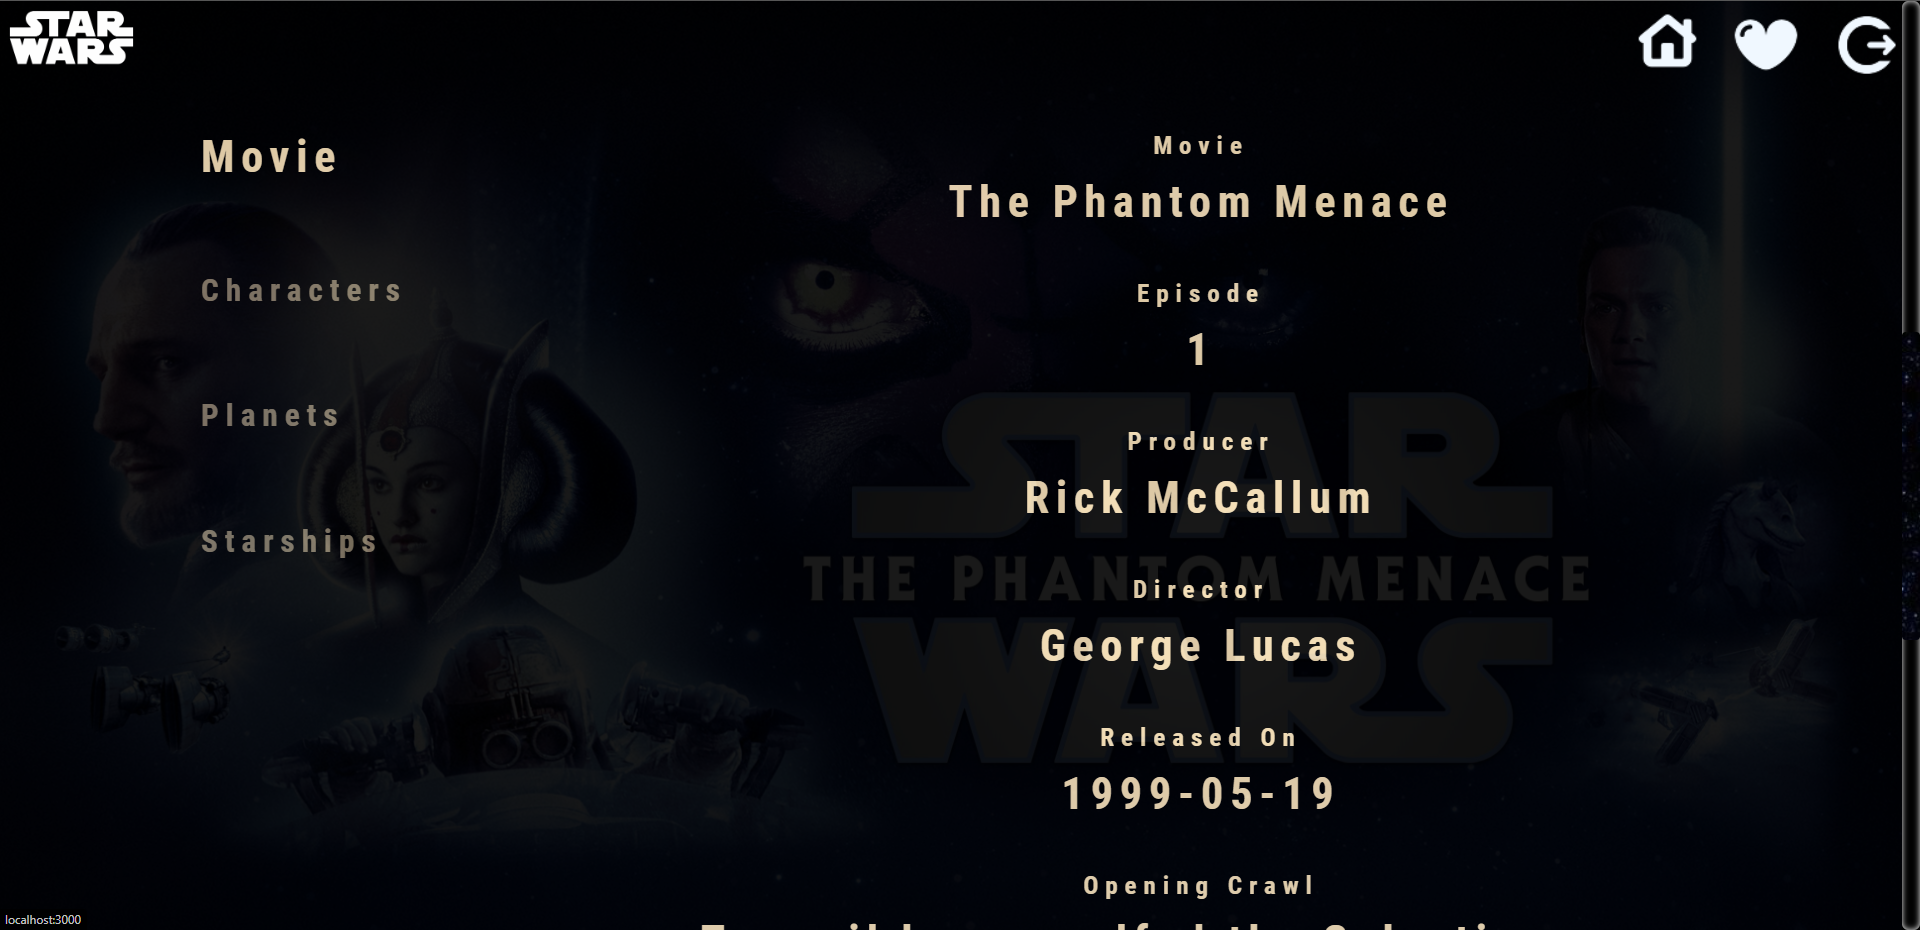 STAR
WARS
Movie
Characters
Planets
Starships
Movie
The Phantom Menace
Episode
1
Producer
Rick McCallum
Director
George Lucas
Released On
1999-05-19
Opening Crawl
STAR
THE PHANTOM MENACE
WARS
localhost:3000